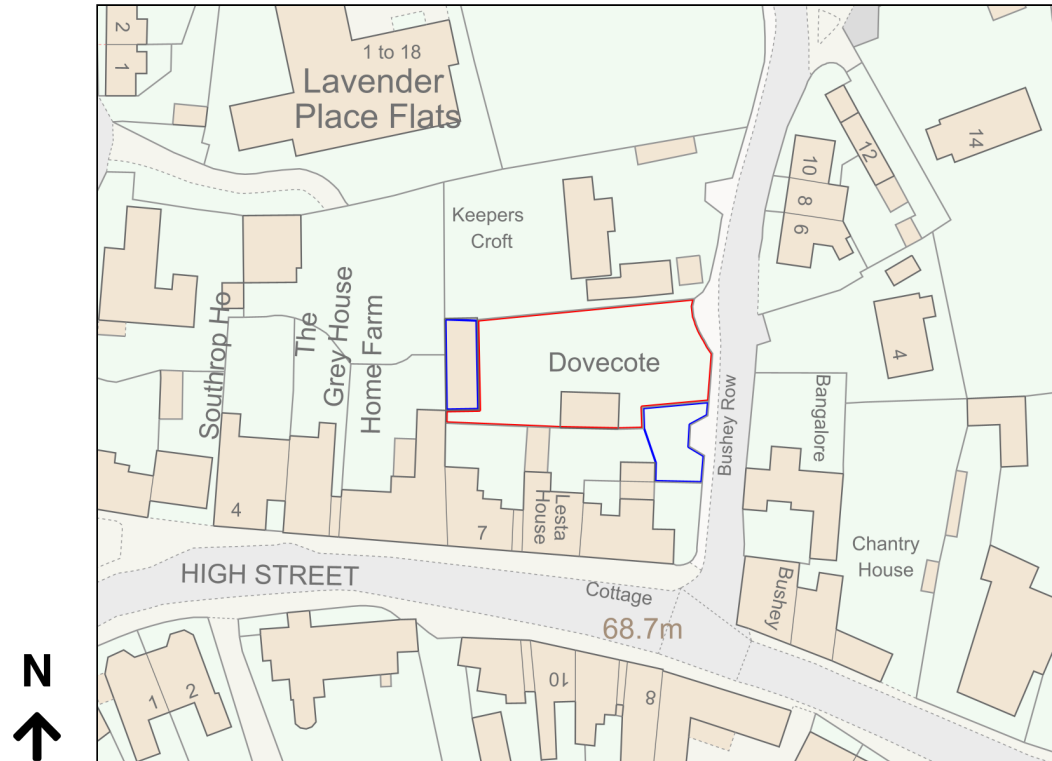 2
1
1 to 18
Lavender
Place Flats
14
12
10
8
6
Keepers
Croft
Southrop Ho
The
Grey House
Home Farm
Dovecote
4
Bushey Row
Bangalore
4
7
Lesta
House
Chantry
House
HIGH STREET
Cottage
Bushey
68.7m
1
2
10
8
N